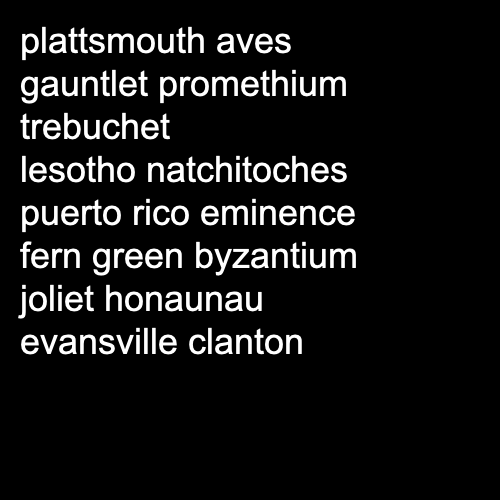 plattsmouth aves
gauntlet promethium
trebuchet
lesotho natchitoches
puerto rico eminence
fern green byzantium
joliet honaunau
evansville clanton